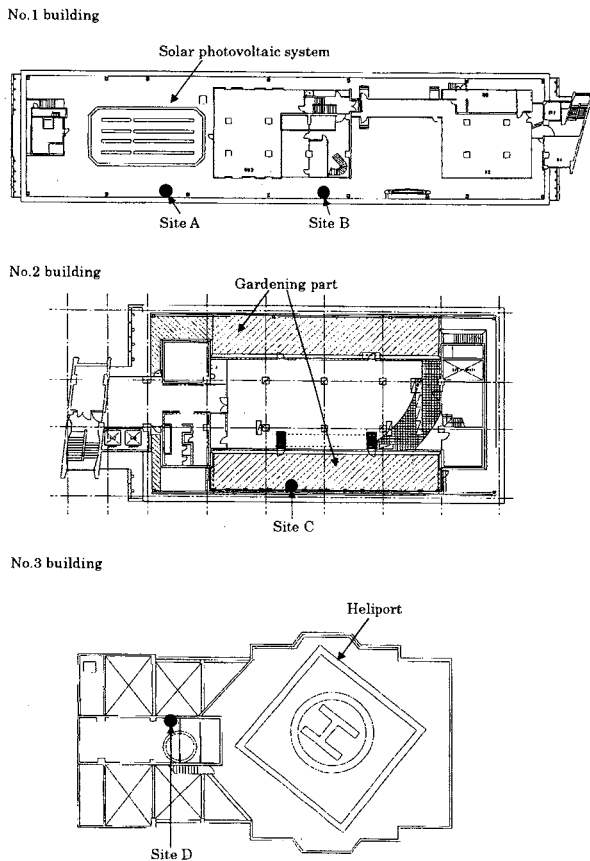 No.1 building
Solar photovoltaic system
Site A
Site B
No.2 building
Gardening part
Site C
No.3 building
Heliport
H
Site D